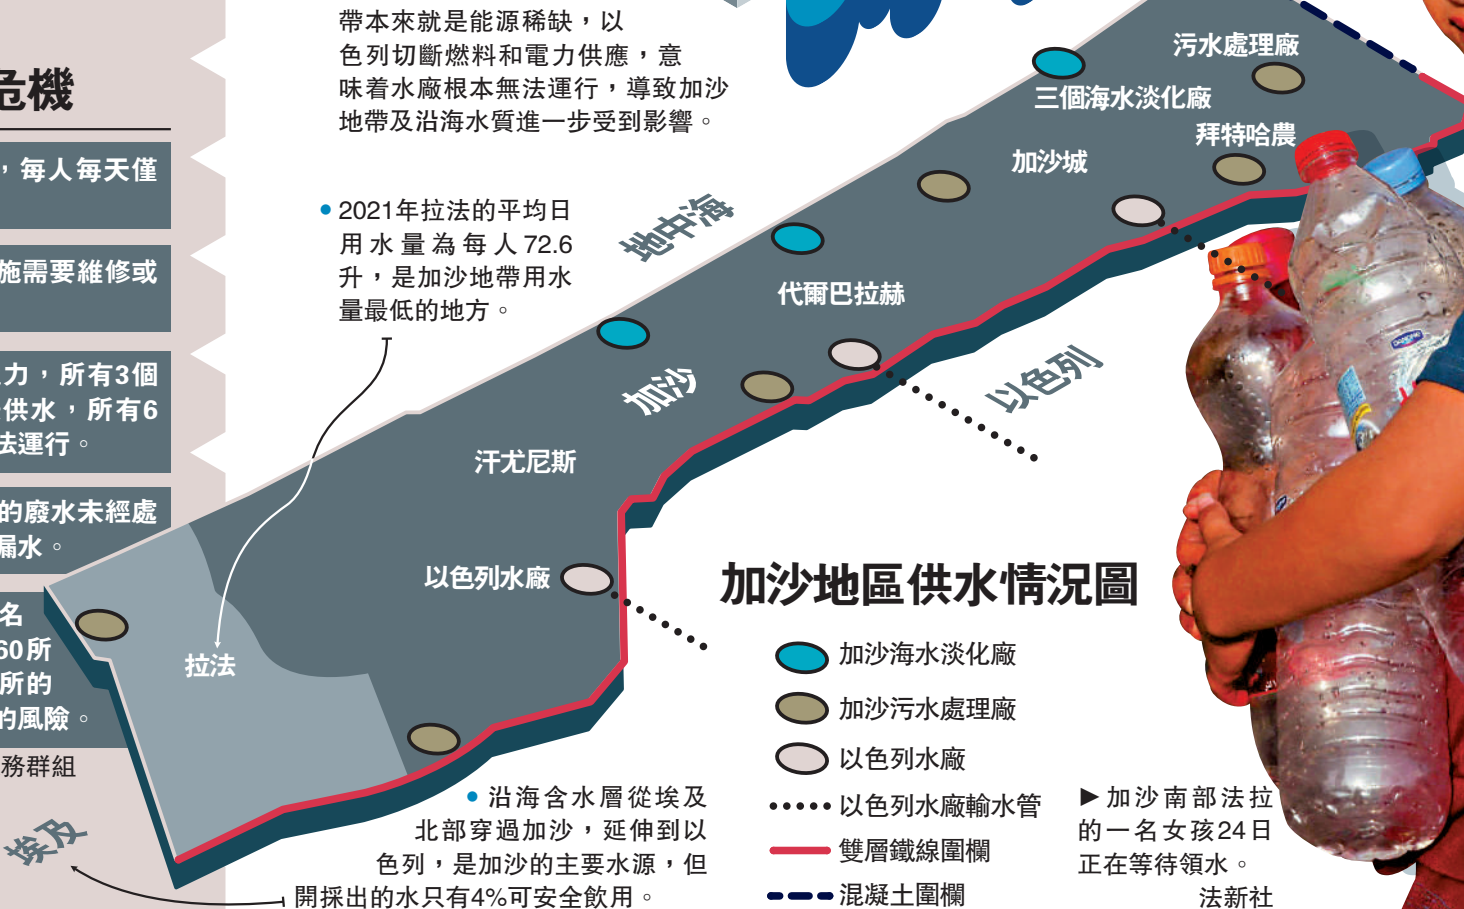 危機
，每人每天僅
施需要維修或
力，所有3個
供水，所有6
法運行。
的廢水未經處
漏水。
名
60所
所的
的風險。
務群組
帶本來就是能源稀缺，以
色列切斷燃料和電力供應，意
味着水廠根本無法運行，導致加沙
地帶及沿海水質進一步受到影響。
2021年拉法的平均日
用水量為每人72.6
升，是加沙地帶用水
量最低的地方。
污水處理廠
三個海水淡化廠
拜特哈農
加沙城
地中海
代爾巴拉赫
以色列
加沙
汗尤尼斯
以色列水廠
拉法
埃及
沿海含水層從埃及
北部穿過加沙，延伸到以
色列，是加沙的主要水源，但
開採出的水只有4%可安全飲用。
加沙地區供水情況圖
加沙海水淡化廠
加沙污水處理廠
以色列水廠
以色列水廠輸水管
雙層鐵線圍欄
混凝土圍欄
▶加沙南部法拉
的一名女孩24日
正在等待領水。
法新社
DANONE